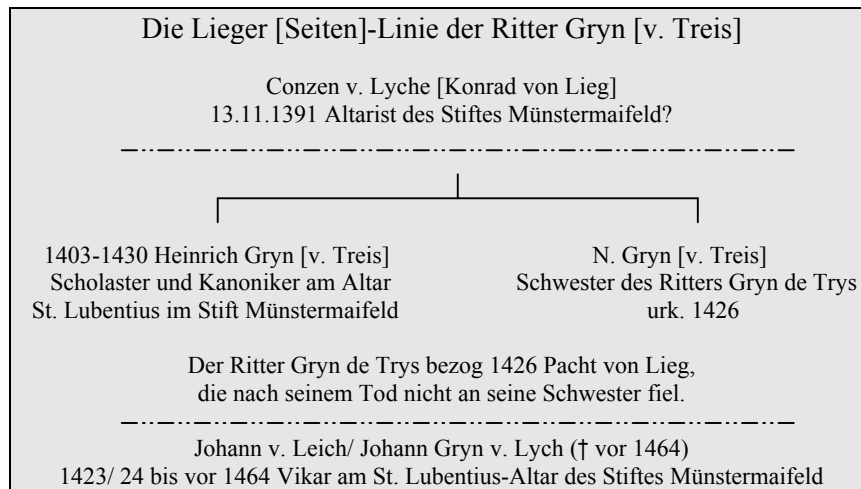 Die Lieger [Seiten]-Linie der Ritter Gryn [v. Treis]
Conzen v. Lyche [Konrad von Lieg]
13.11.1391 Altarist des Stiftes Münstermaifeld?
1403-1430 Heinrich Gryn [v. Treis]
Scholaster und Kanoniker am Altar
St. Lubentius im Stift Münstermaifeld
N. Gryn [v. Treis]
Schwester des Ritters Gryn de Trys
urk. 1426
Der Ritter Gryn de Trys bezog 1426 Pacht von Lieg,
die nach seinem Tod nicht an seine Schwester fiel.
Johann v. Leich/ Johann Gryn v. Lych († vor 1464)
1423/ 24 bis vor 1464 Vikar am St. Lubentius-Altar des Stiftes Münstermaifeld